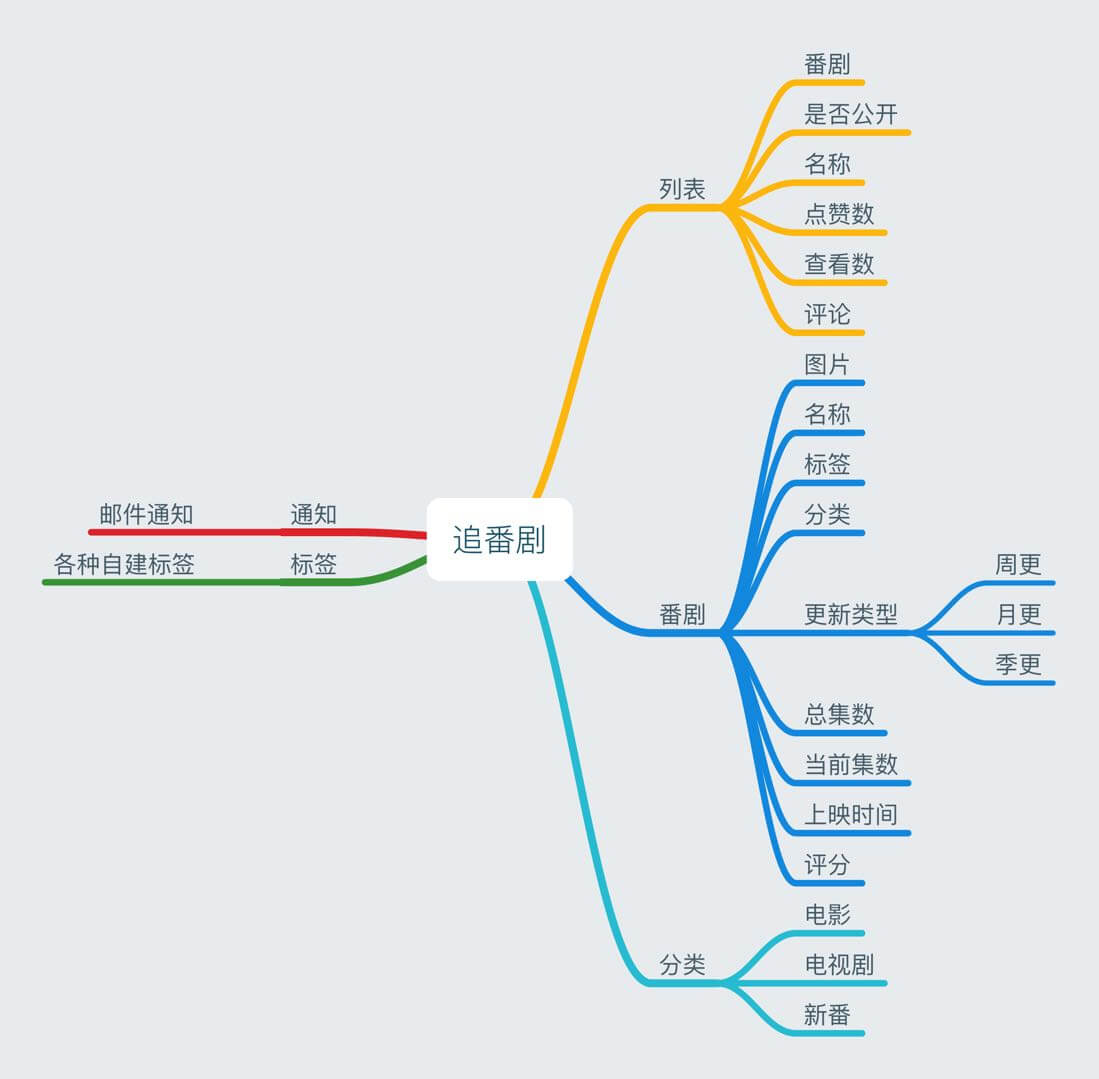 追番剧
列表
番剧
是否公开
名称
点赞数
查看数
评论
番剧
图片
名称
标签
分类
更新类型
周更
月更
季更
总集数
当前集数
上映时间
评分
分类
电影
电视剧
新番
通知
邮件通知
标签
各种自建标签